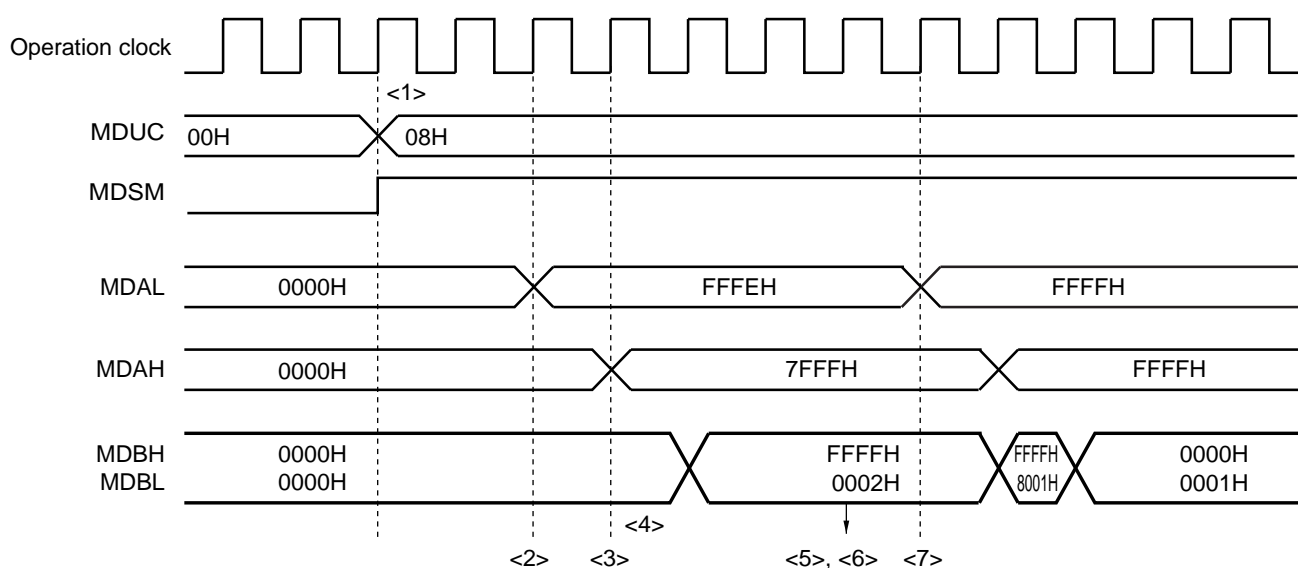 Operation clock
<1>
MDUC 00H 08H
MDSM
MDAL 0000H FFFEH FFFFH
MDAH 0000H 7FFFH FFFFH
MDBH 0000H FFFFH FFFFH 0000H
MDBL 0000H 0002H 8001H 0001H
<4>
<2> <3> <5>, <6> <7>